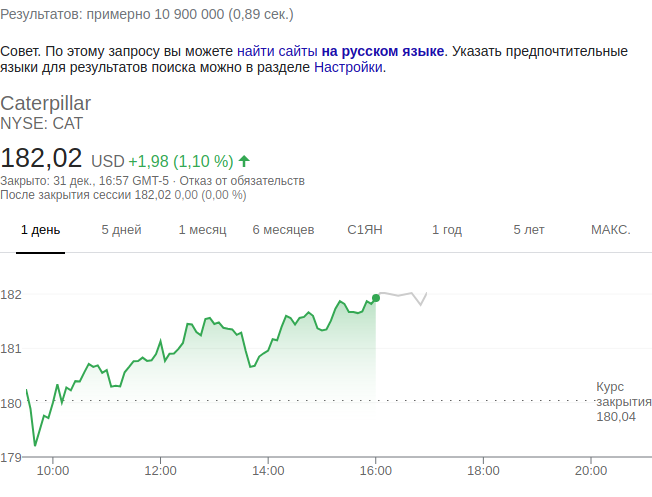 Результатов: примерно 10 900 000 (0,89 сек.)
Совет. По этому запросу вы можете найти сайты на русском языке. Указать предпочтительные
языки для результатов поиска можно в разделе Настройки.
Caterpillar
NYSE: CAT
182,02 USD +1,98 (1,10 %)
Закрыто: 31 дек., 16:57 GMT-5 · Отказ от обязательств
После закрытия сессии 182,02 0,00 (0,00 %)
1 день 5 дней 1 месяц 6 месяцев С1ЯН 1 год 5 лет МАКС.
182
181
180
Курс
закрытия
180,04
179
10:00 12:00 14:00 16:00 18:00 20:00